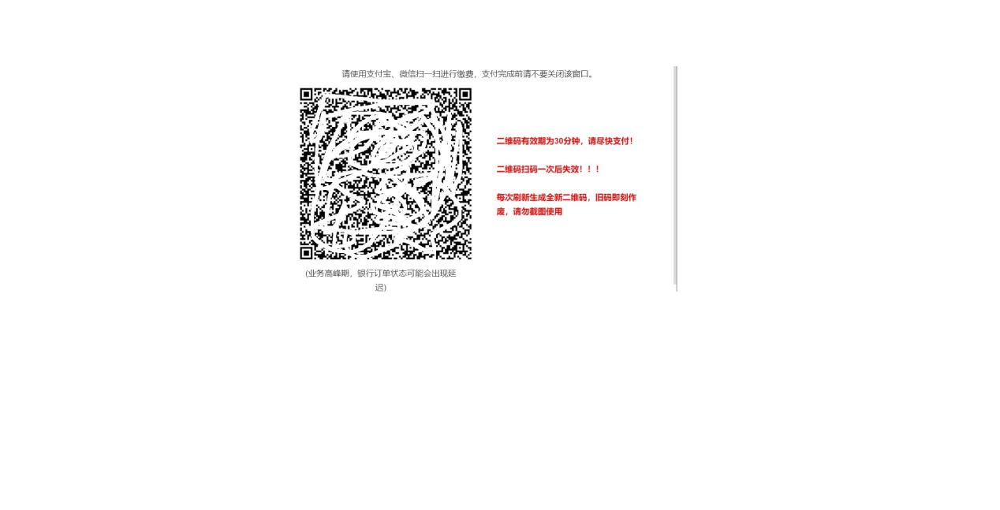 请使用支付宝、微信扫一扫进行缴费，支付完成前请不要关闭该窗口。
二维码有效期为30分钟，请尽快支付！
二维码扫码一次后失效！！！
每次刷新生成全新二维码，旧码即刻作
废，请勿截图使用
(业务高峰期，银行订单状态可能会出现延
迟)